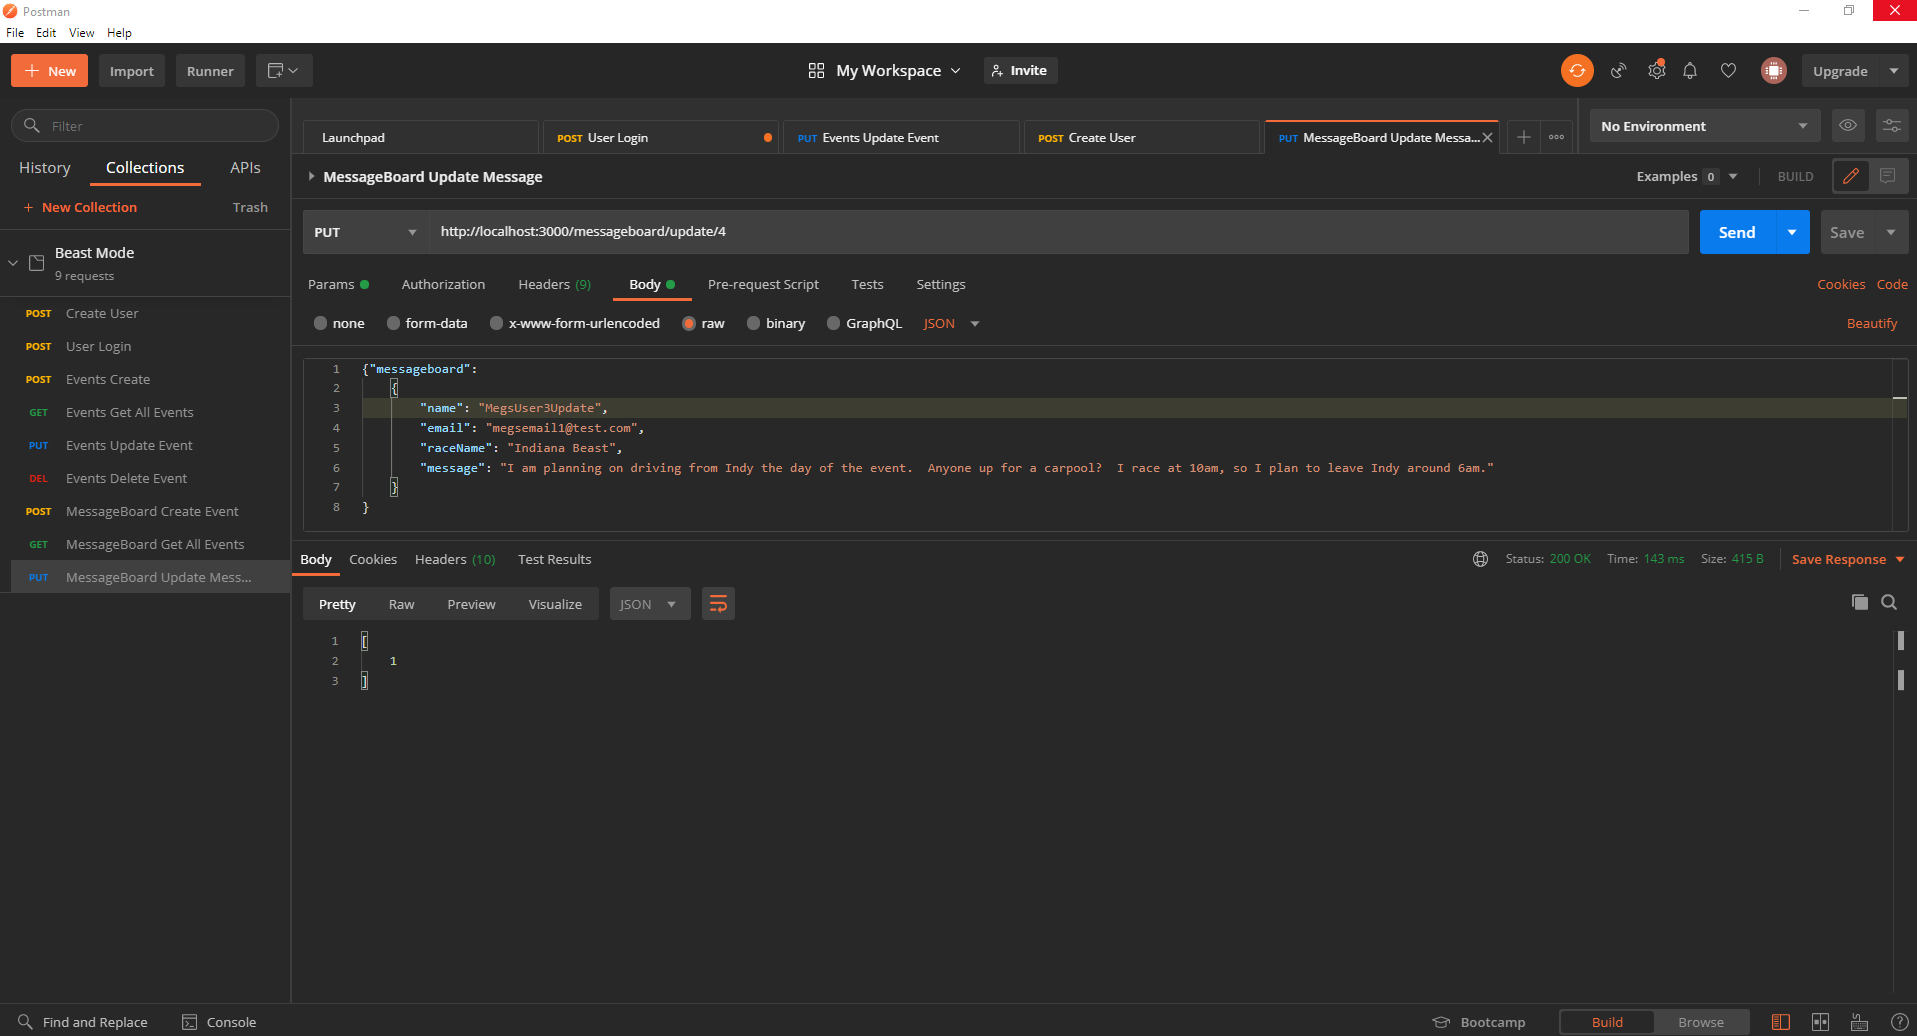 Postman
File Edit View Help
New Import Runner My Workspace Invite Upgrade
Filter
History Collections APIs
+ New Collection Trash
Beast Mode
9 requests
POST Create User
POST User Login
POST Events Create
GET Events Get All Events
PUT Events Update Event
DEL Events Delete Event
POST MessageBoard Create Event
GET MessageBoard Get All Events
PUT MessageBoard Update Mess...
Launchpad POST User Login PUT Events Update Event POST Create User PUT MessageBoard Update Messa... No Environment
MessageBoard Update Message Examples 0 BUILD
PUT http://localhost:3000/messageboard/update/4 Send Save
Params Authorization Headers (9) Body Pre-request Script Tests Settings Cookies Code
none form-data x-www-form-urlencoded raw binary GraphQL JSON Beautify
1 {"messageboard":
2 {
3 "name": "MegsUser3Update",
4 "email": "megsemail1@test.com",
5 "raceName": "Indiana Beast",
6 "message": "I am planning on driving from Indy the day of the event.  Anyone up for a carpool?  I race at 10am, so I plan to leave Indy around 6am."
7 }
8 }
Body Cookies Headers (10) Test Results Status: 200 OK Time: 143 ms Size: 415 B Save Response
Pretty Raw Preview Visualize JSON
1 [
2 1
3 ]
Find and Replace Console Bootcamp Build Browse